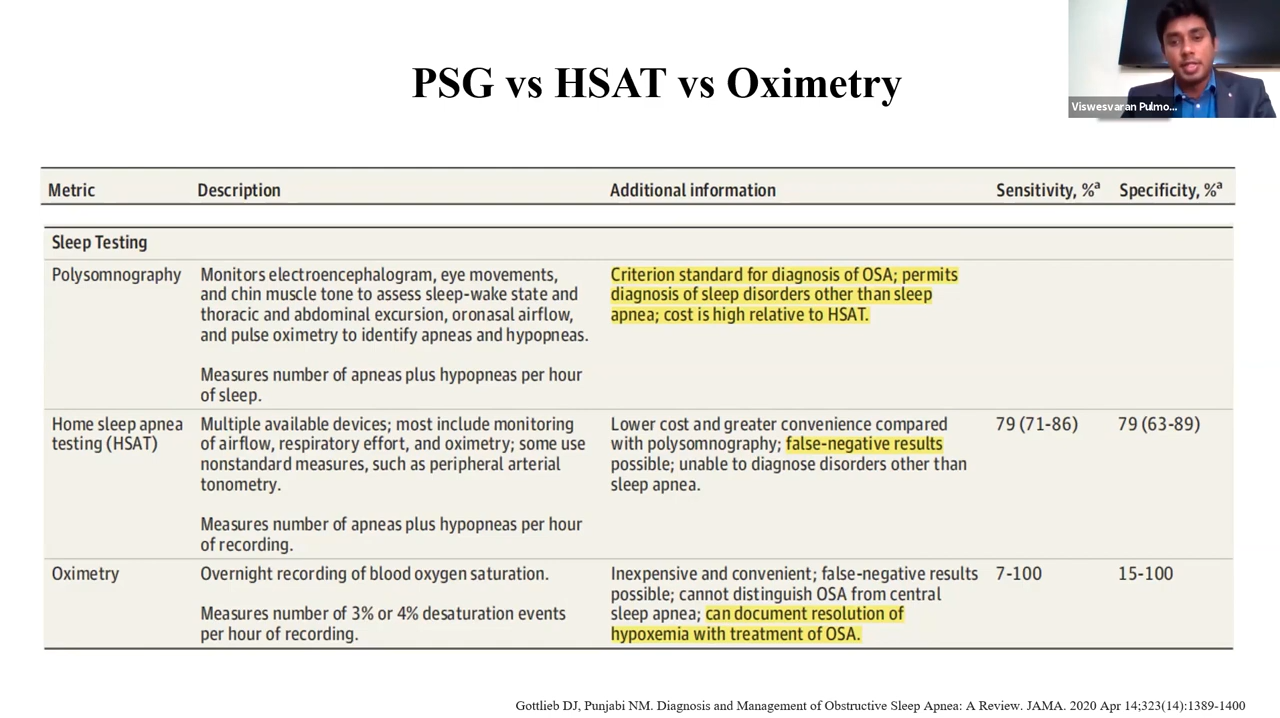 PSG vs HSAT vs Oximetry
Viswesvaran Pulmo...
Metric Description Additional information Sensitivity, %a Specificity, %a
Sleep Testing
Polysomnography Monitors electroencephalogram, eye movements, Criterion standard for diagnosis of OSA; permits
and chin muscle tone to assess sleep-wake state and diagnosis of sleep disorders other than sleep
thoracic and abdominal excursion, oronasal airflow, apnea; cost is high relative to HSAT.
and pulse oximetry to identify apneas and hypopneas.
Measures number of apneas plus hypopneas per hour
of sleep.
Home sleep apnea Multiple available devices; most include monitoring Lower cost and greater convenience compared 79 (71-86) 79 (63-89)
testing (HSAT) of airflow, respiratory effort, and oximetry; some use with polysomnography; false-negative results
nonstandard measures, such as peripheral arterial possible; unable to diagnose disorders other than
tonometry. sleep apnea.
Measures number of apneas plus hypopneas per hour
of recording.
Oximetry Overnight recording of blood oxygen saturation. Inexpensive and convenient; false-negative results 7-100 15-100
possible; cannot distinguish OSA from central
Measures number of 3% or 4% desaturation events sleep apnea; can document resolution of
per hour of recording. hypoxemia with treatment of OSA.
Gottlieb DJ, Punjabi NM. Diagnosis and Management of Obstructive Sleep Apnea: A Review. JAMA. 2020 Apr 14;323(14):1389-1400